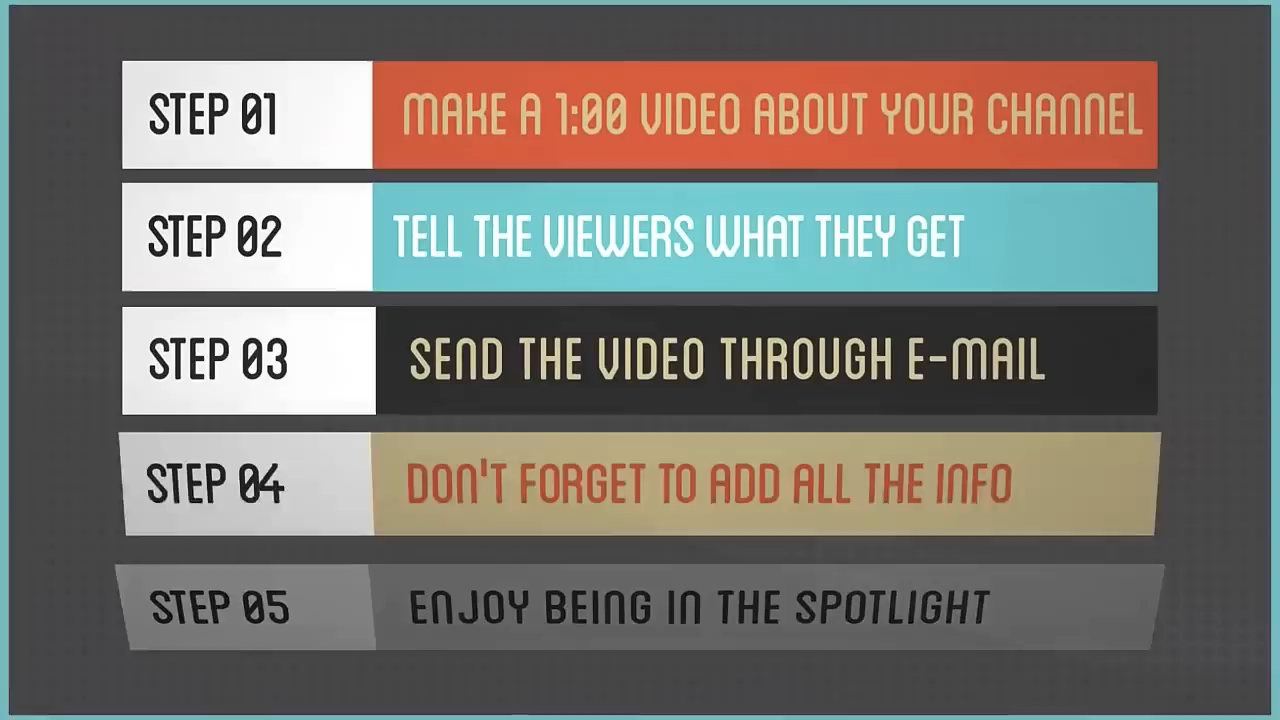 STEP 01 MAKE A 1:00 VIDEO ABOUT YOUR CHANNEL
STEP 02 TELL THE VIEWERS WHAT THEY GET
STEP 03 SEND THE VIDEO THROUGH E-MAIL
STEP 04 DON'T FORGET TO ADD ALL THE INFO
STEP 05 ENJOY BEING IN THE SPOTLIGHT